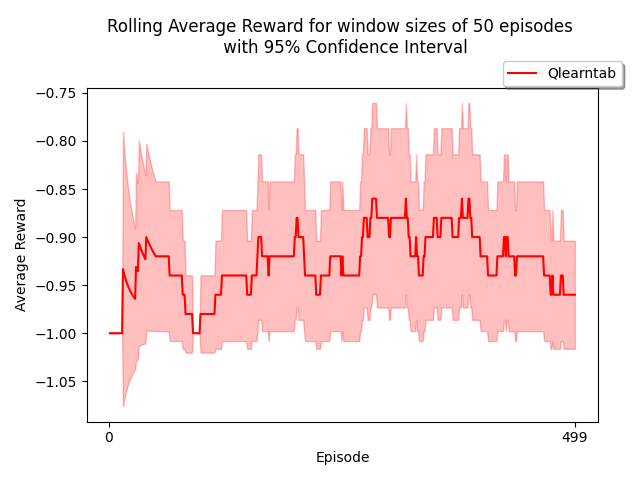 Rolling Average Reward for window sizes of 50 episodes
with 95% Confidence Interval
Qlearntab
−0.75
−0.80
−0.85
−0.90
−0.95
−1.00
−1.05
Average Reward
0
499
Episode